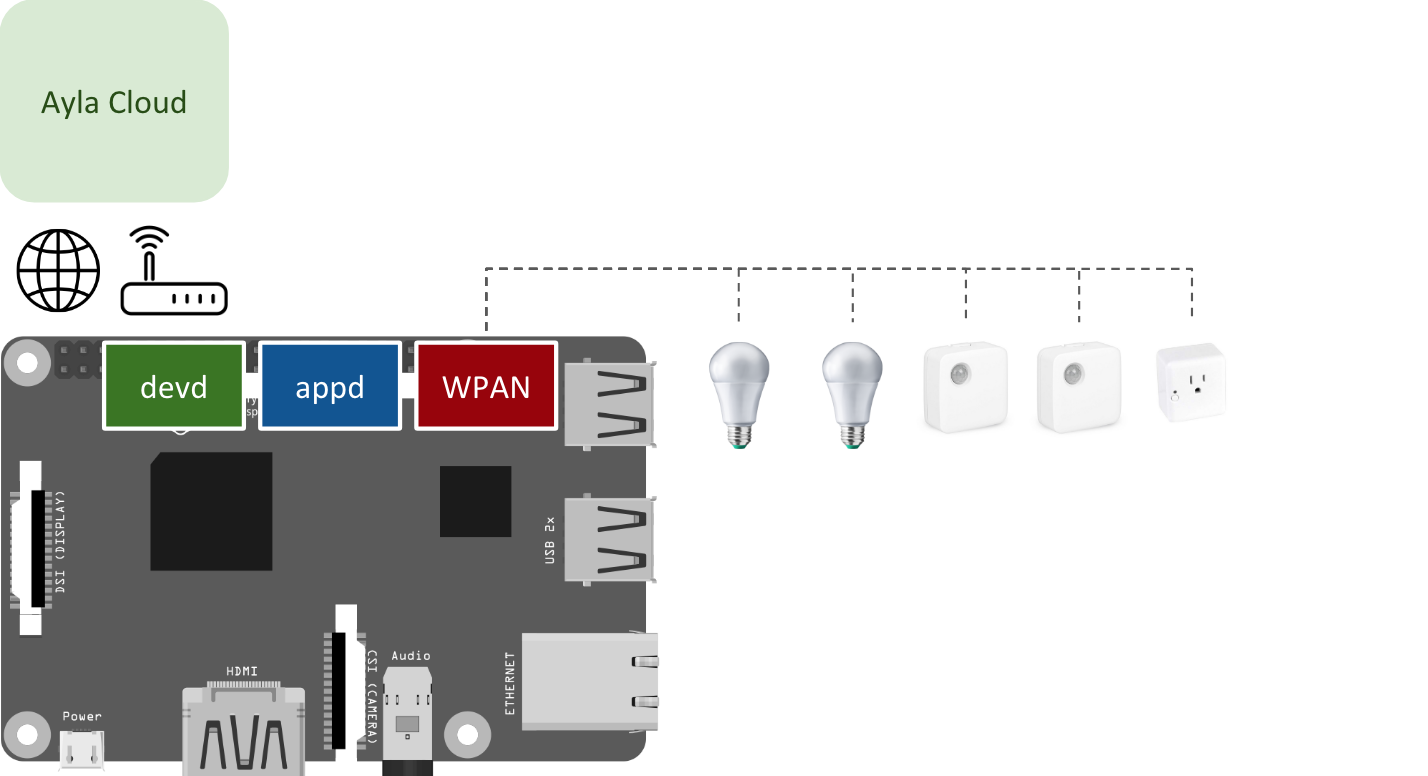 Ayla Cloud
devd
appd
WPAN
DSI (DISPLAY)
USB 2x
HDMI
CSI (CAMERA)
Audio
ETHERNET
Power